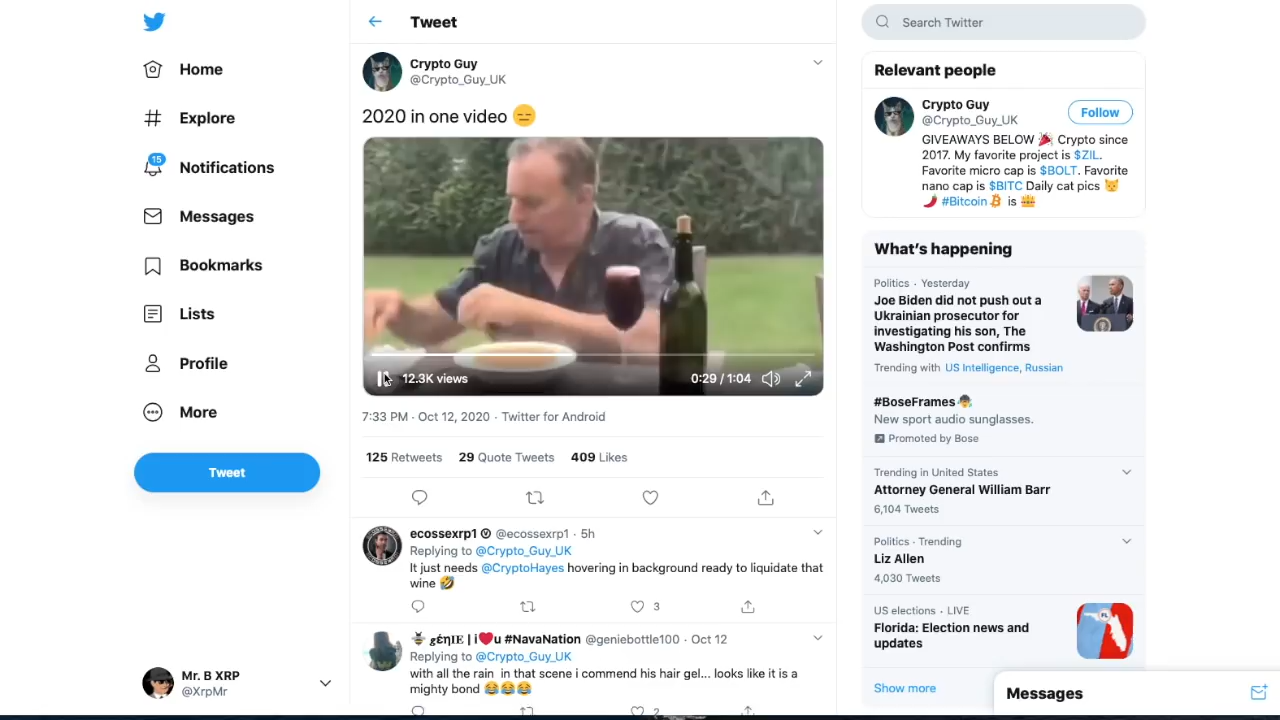 Tweet
Search Twitter
Home
Explore
15
Notifications
Messages
Bookmarks
Lists
Profile
More
Tweet
Mr. B XRP
@XrpMr
Crypto Guy
@Crypto_Guy_UK
2020 in one video 😑
12.3K views
0:29 / 1:04
7:33 PM · Oct 12, 2020 · Twitter for Android
125 Retweets 29 Quote Tweets 409 Likes
ecossexrp1 @ecossexrp1 · 5h
Replying to @Crypto_Guy_UK
It just needs @CryptoHayes hovering in background ready to liquidate that
wine 🤣
3
🐝 gέηIE | i❤️u #NavaNation @geniebottle100 · Oct 12
Replying to @Crypto_Guy_UK
with all the rain in that scene i commend his hair gel... looks like it is a
mighty bond 😂😂😂
2
Relevant people
Crypto Guy
@Crypto_Guy_UK
Follow
GIVEAWAYS BELOW 🎉 Crypto since
2017. My favorite project is $ZIL.
Favorite micro cap is $BOLT. Favorite
nano cap is $BITC Daily cat pics 😺
🌶️ #Bitcoin is 👑
What's happening
Politics · Yesterday
Joe Biden did not push out a
Ukrainian prosecutor for
investigating his son, The
Washington Post confirms
Trending with US Intelligence, Russian
#BoseFrames
New sport audio sunglasses.
Promoted by Bose
Trending in United States
Attorney General William Barr
6,104 Tweets
Politics · Trending
Liz Allen
4,030 Tweets
US elections · LIVE
Florida: Election news and
updates
FL
Show more
Messages